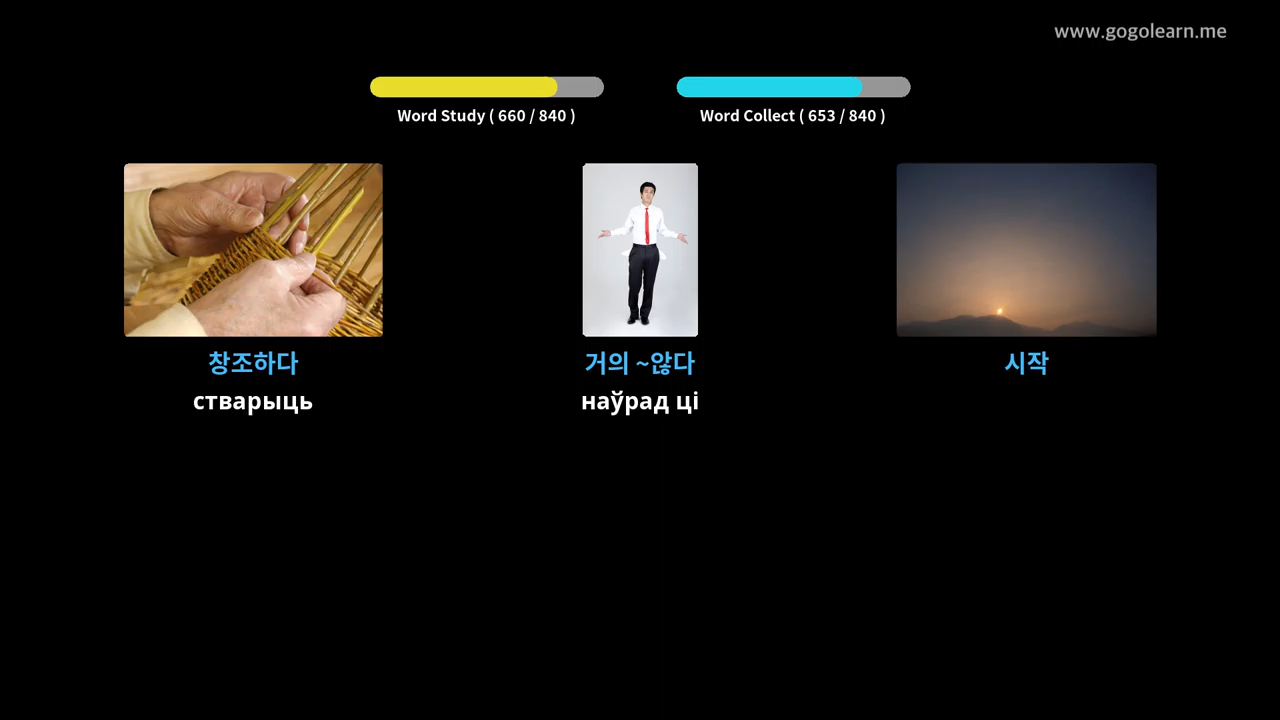 www.gogolearn.me
Word Study ( 660 / 840 )
Word Collect ( 653 / 840 )
창조하다
거의 ~않다
시작
стварыць
наўрад ці